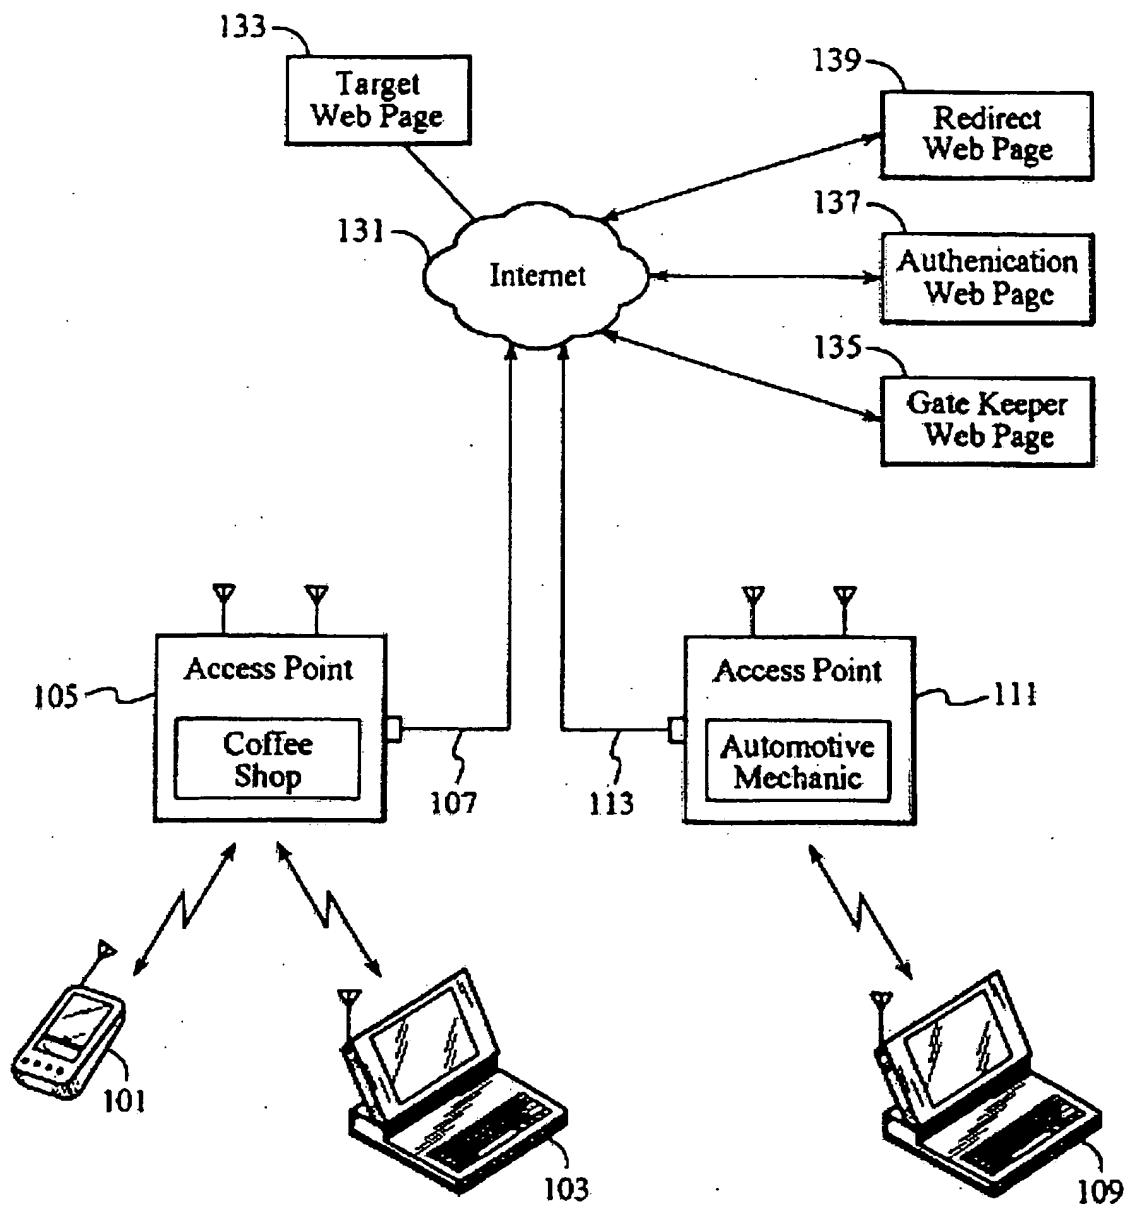 133
Target
Web Page
139
Redirect
Web Page
131
Internet
137
Authenication
Web Page
135
Gate Keeper
Web Page
Access Point
105
Coffee
Shop
107
Access Point
111
Automotive
Mechanic
113
101
103
109